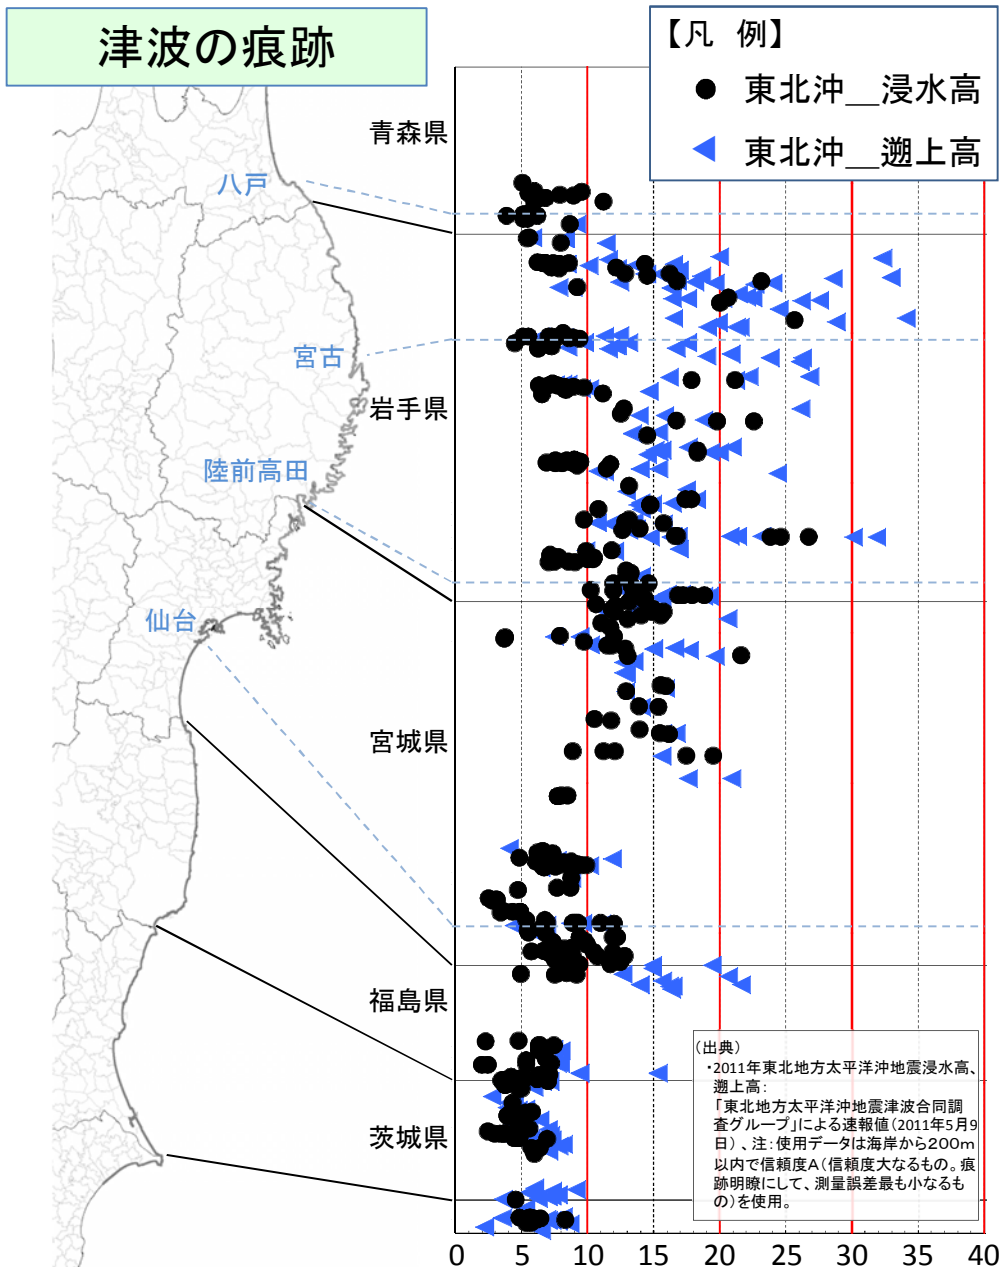 津波の痕跡
【凡　例】
● 東北沖__浸水高
◀ 東北沖__遡上高
青森県
八戸
宮古
岩手県
陸前高田
仙台
宮城県
福島県
茨城県
（出典）
・2011年東北地方太平洋沖地震浸水高、
遡上高：
「東北地方太平洋沖地震津波合同調
査グループ」による速報値（2011年5月9
日）、注：使用データは海岸から200m
以内で信頼度A（信頼度大なるもの。痕
跡明瞭にして、測量誤差最も小なるも
の）を使用。
0 5 10 15 20 25 30 35 40